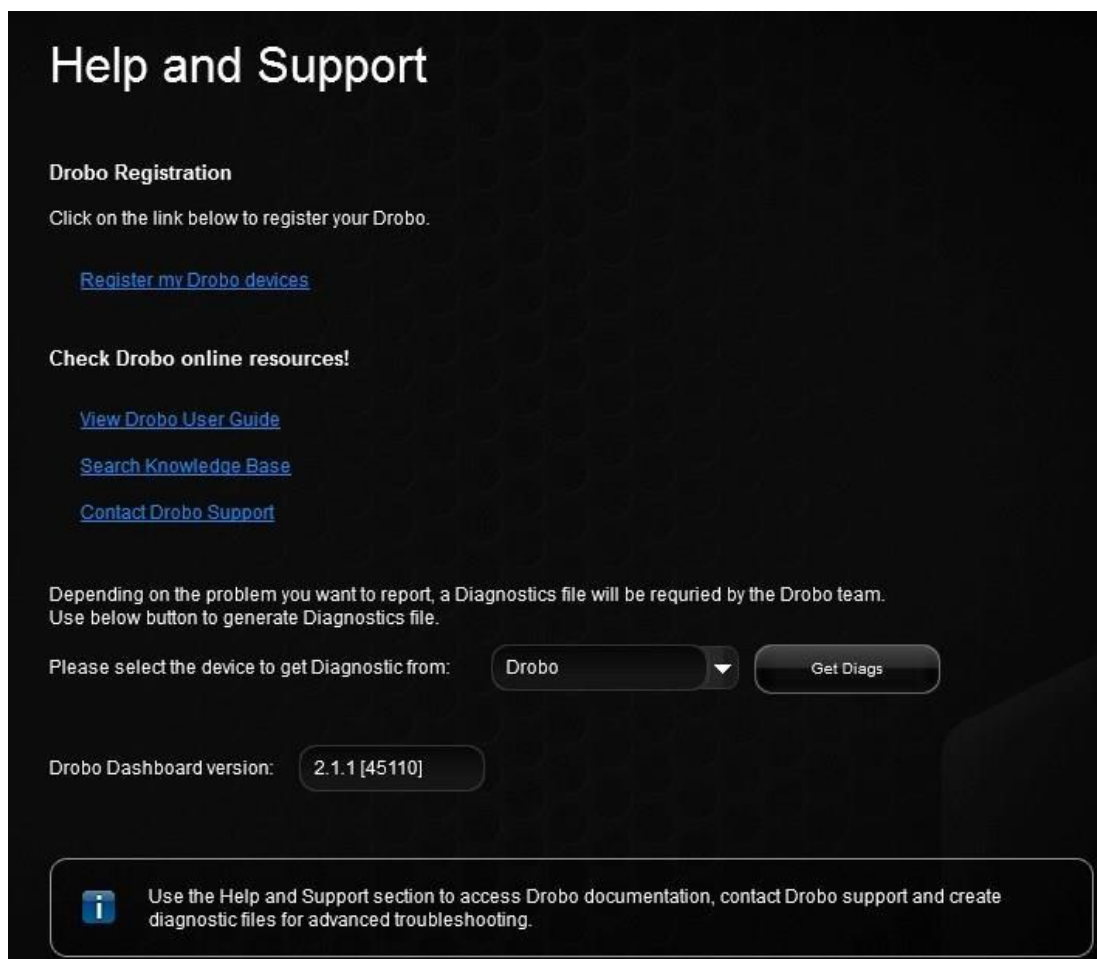 Help and Support
Drobo Registration
Click on the link below to register your Drobo.
Register my Drobo devices
Check Drobo online resources!
View Drobo User Guide
Search Knowledge Base
Contact Drobo Support
Depending on the problem you want to report, a Diagnostics file will be requried by the Drobo team.
Use below button to generate Diagnostics file.
Please select the device to get Diagnostic from: Drobo Get Diags
Drobo Dashboard version: 2.1.1 [45110]
Use the Help and Support section to access Drobo documentation, contact Drobo support and create
diagnostic files for advanced troubleshooting.